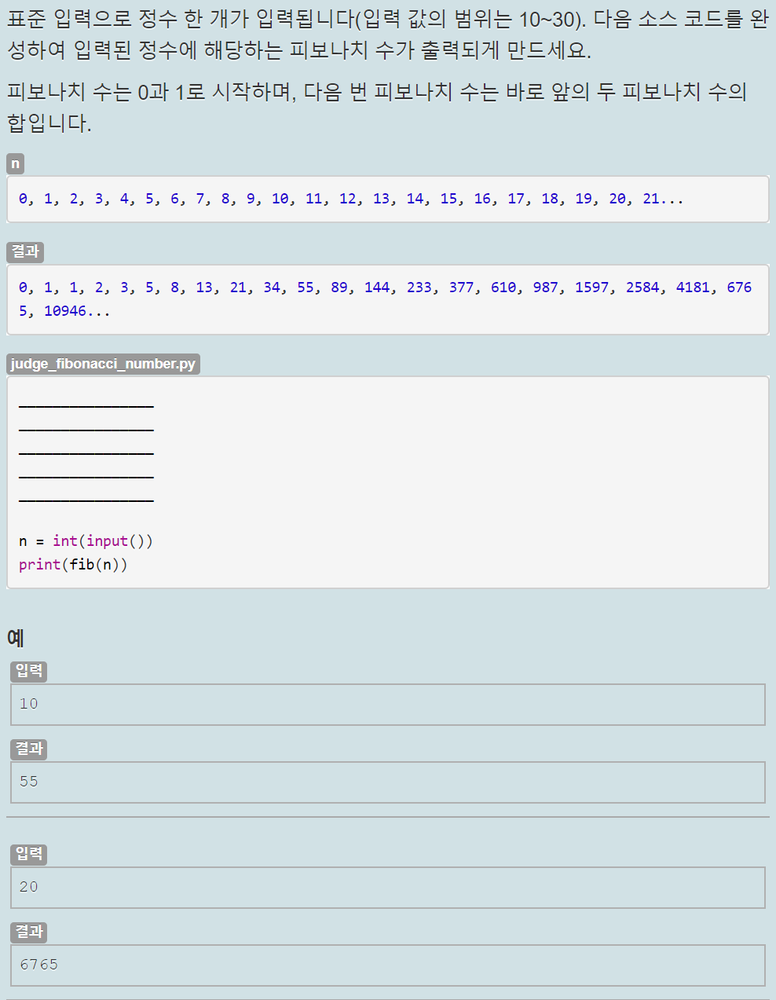 표준 입력으로 정수 한 개가 입력됩니다(입력 값의 범위는 10~30). 다음 소스 코드를 완
성하여 입력된 정수에 해당하는 피보나치 수가 출력되게 만드세요.
피보나치 수는 0과 1로 시작하며, 다음 번 피보나치 수는 바로 앞의 두 피보나치 수의
합입니다.
n
0, 1, 2, 3, 4, 5, 6, 7, 8, 9, 10, 11, 12, 13, 14, 15, 16, 17, 18, 19, 20, 21...
결과
0, 1, 1, 2, 3, 5, 8, 13, 21, 34, 55, 89, 144, 233, 377, 610, 987, 1597, 2584, 4181, 676
5, 10946...
judge_fibonacci_number.py
________________
________________
________________
________________
________________
n = int(input())
print(fib(n))
예
입력
10
결과
55
입력
20
결과
6765